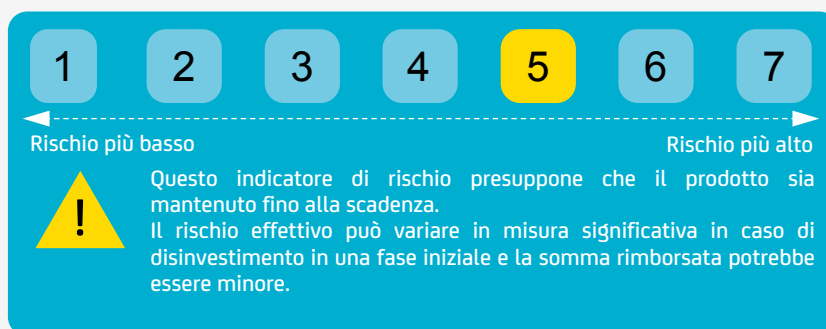 1 2 3 4 5 6 7
Rischio più basso Rischio più alto
!
Questo indicatore di rischio presuppone che il prodotto sia
mantenuto fino alla scadenza.
Il rischio effettivo può variare in misura significativa in caso di
disinvestimento in una fase iniziale e la somma rimborsata potrebbe
essere minore.